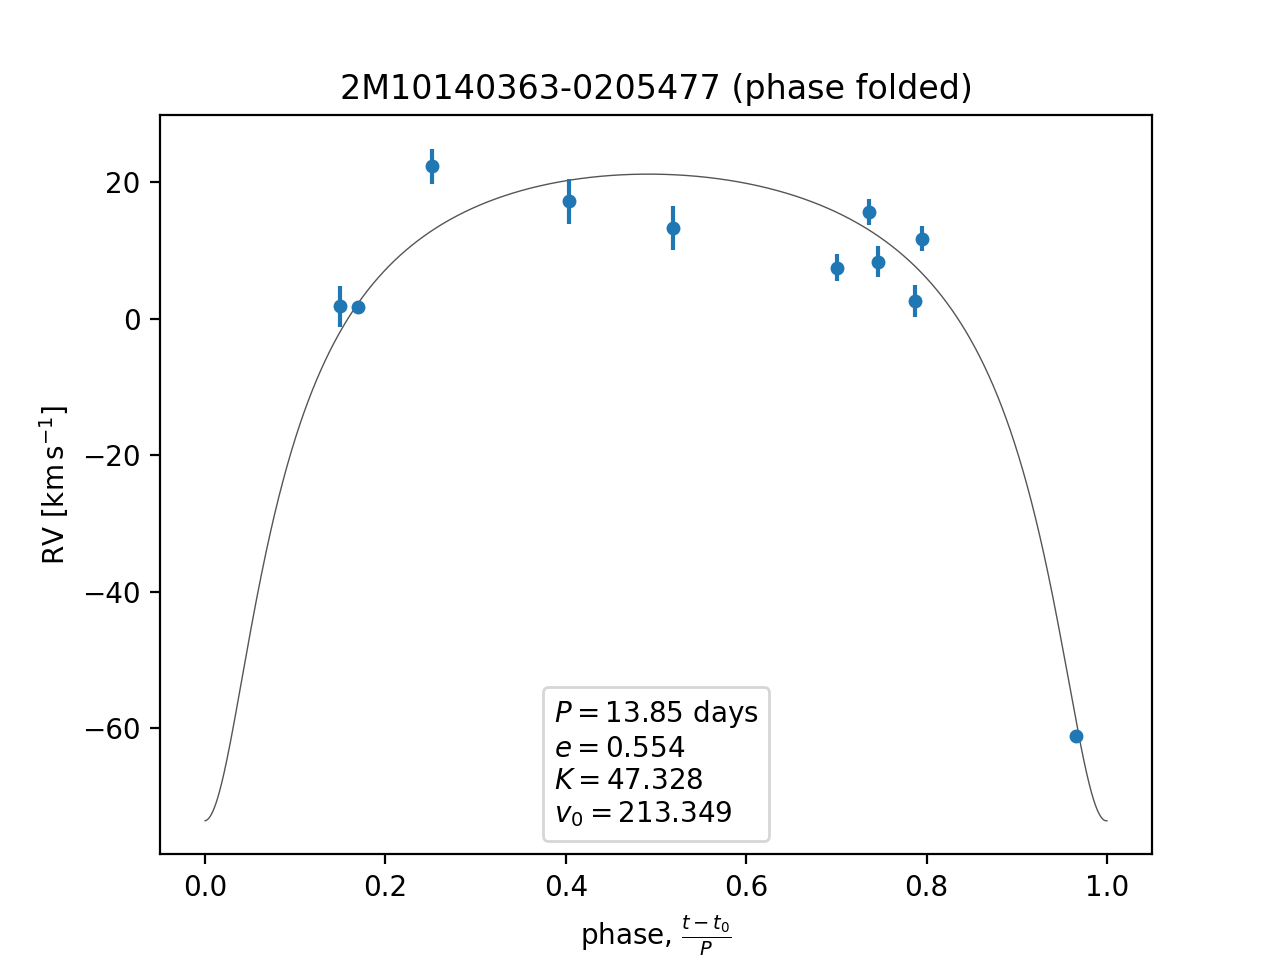 2M10140363-0205477 (phase folded)
20
0
−20
−40
−60
RV [km s⁻¹]
P = 13.85 days
e = 0.554
K = 47.328
v₀ = 213.349
0.0 0.2 0.4 0.6 0.8 1.0
phase, (t − t₀)/P